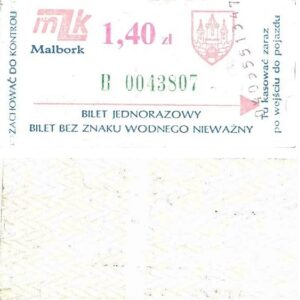 ZACHOWAĆ DO KONTROLI
mzk
Malbork
1,40 zł
B 0043807
BILET JEDNORAZOWY
BILET BEZ ZNAKU WODNEGO NIEWAŻNY
Tu kasować zaraz
po wejściu do pojazdu